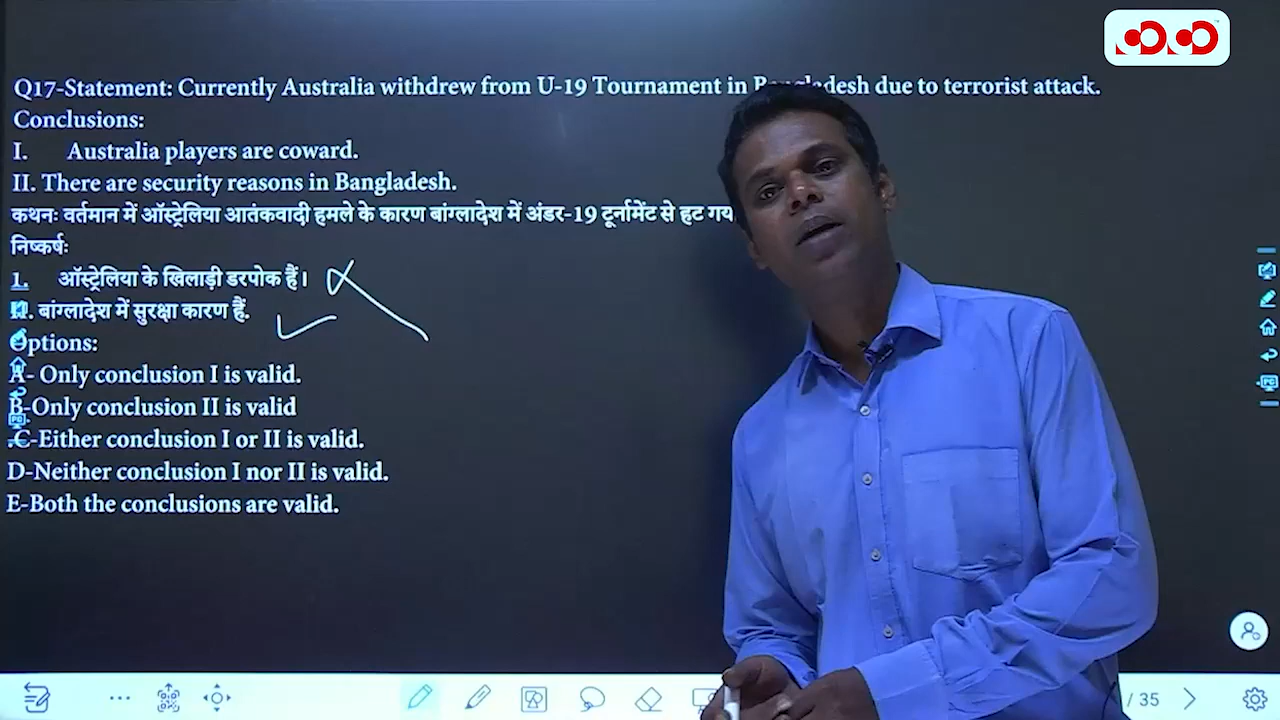 Q17-Statement: Currently Australia withdrew from U-19 Tournament in Bangladesh due to terrorist attack.
Conclusions:
I. Australia players are coward.
II. There are security reasons in Bangladesh.
कथनः वर्तमान में ऑस्ट्रेलिया आतंकवादी हमले के कारण बांग्लादेश में अंडर-19 टूर्नामेंट से हट गय
निष्कर्षः
1. ऑस्ट्रेलिया के खिलाड़ी डरपोक हैं।
II. बांग्लादेश में सुरक्षा कारण हैं.
Options:
A- Only conclusion I is valid.
B-Only conclusion II is valid
.C-Either conclusion I or II is valid.
D-Neither conclusion I nor II is valid.
E-Both the conclusions are valid.
/ 35